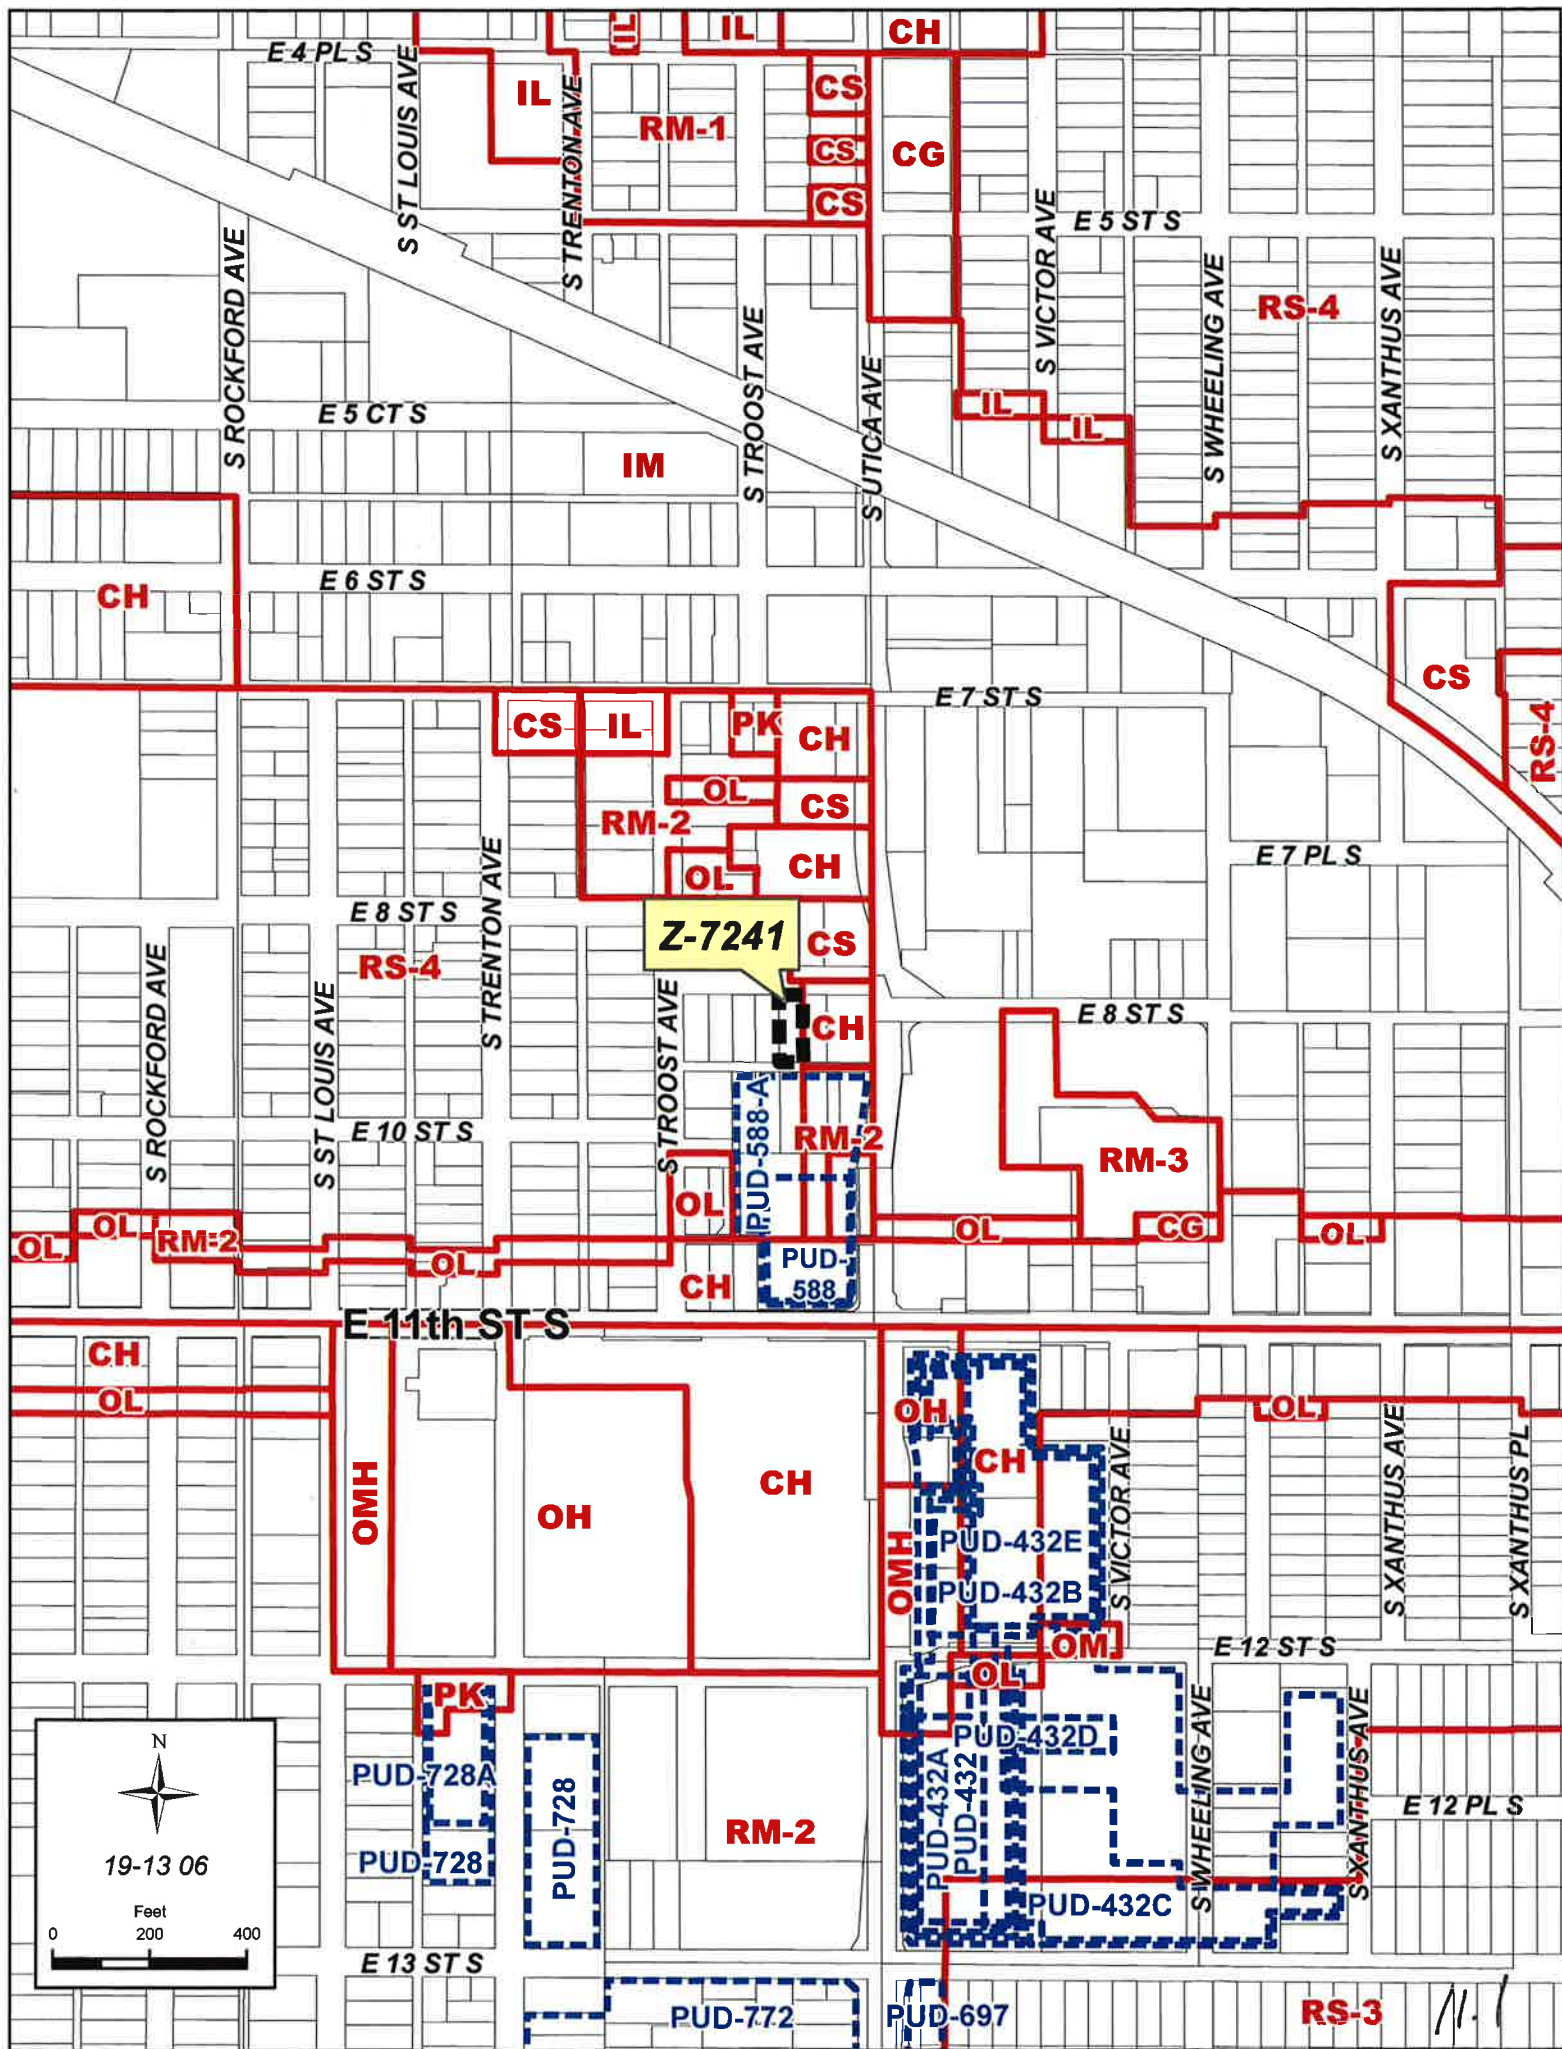 E 4 PL S
S ST LOUIS AVE
IL
S TRENTON AVE
IL
RM-1
IL
CS
CS
CS
CH
CG
S VICTOR AVE
E 5 ST S
S WHEELING AVE
RS-4
S XANTHUS AVE
S ROCKFORD AVE
E 5 CT S
IM
S TROOST AVE
S UTICA AVE
IL
IL
CH
E 6 ST S
CS
RS-4
E 7 ST S
CS
IL
PK
CH
OL
CS
RM-2
CH
OL
E 7 PL S
S TRENTON AVE
E 8 ST S
RS-4
Z-7241
CS
CH
E 8 ST S
S ROCKFORD AVE
S ST LOUIS AVE
S TROOST AVE
E 10 ST S
PUD-588-A
RM-2
RM-3
OL
OL
OL
RM-2
OL
OL
CG
OL
CH
PUD-
588
E 11th ST S
CH
OL
OMH
OH
CH
OH
CH
OMH
PUD-432E
PUD-432B
S VICTOR AVE
OL
S XANTHUS AVE
S XANTHUS PL
OM
OL
E 12 ST S
PK
PUD-728A
PUD-728
PUD-728
RM-2
PUD-432D
PUD-432A
PUD-432
PUD-432C
S WHEELING AVE
S XANTHUS AVE
E 12 PL S
N
19-13 06
Feet
0 200 400
E 13 ST S
PUD-772
PUD-697
RS-3
11.1